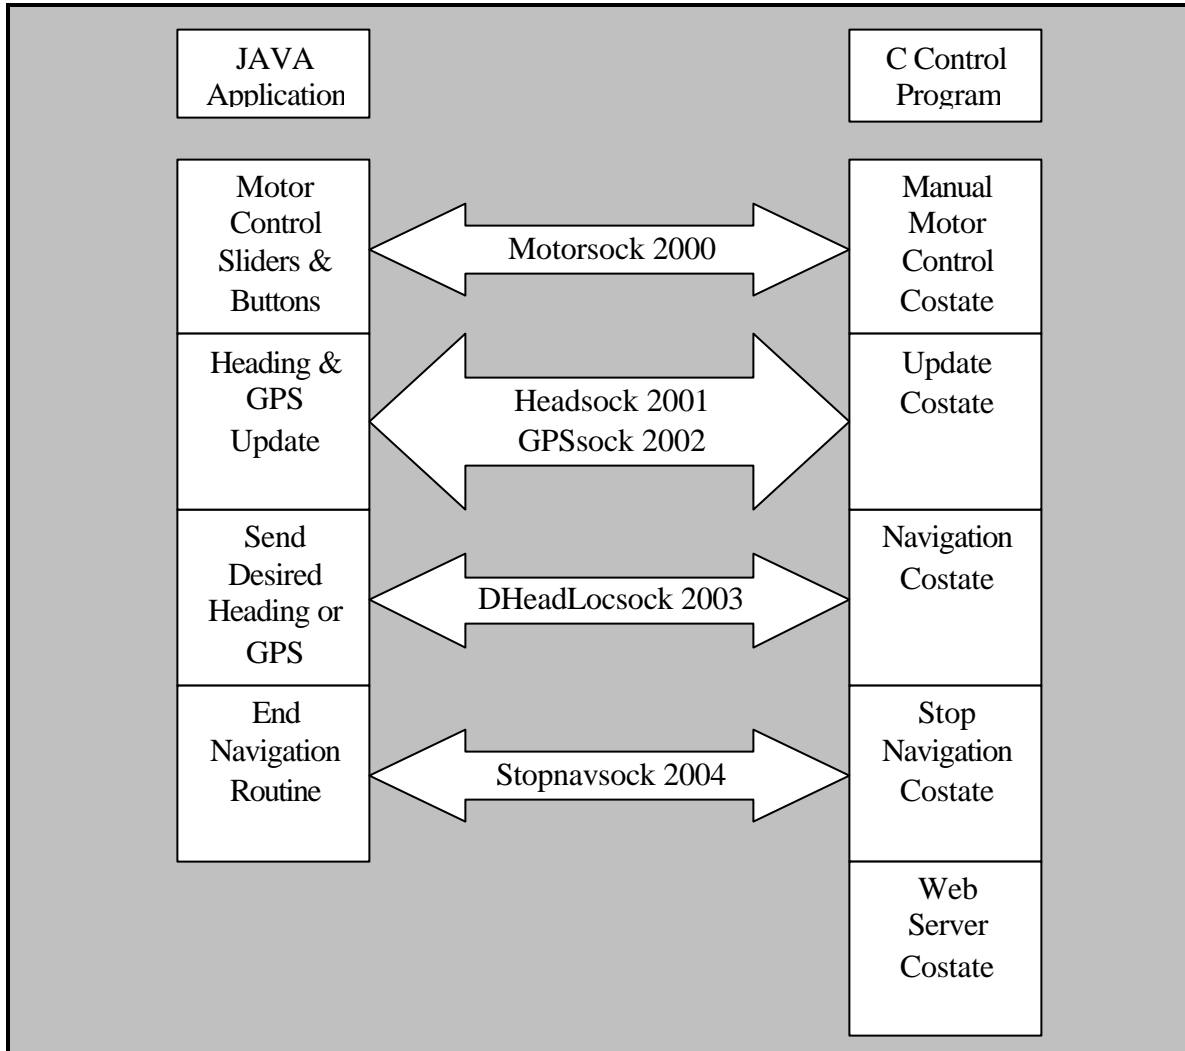 JAVA
Application
C Control
Program
Motor
Control
Sliders &
Buttons
Motorsock 2000
Manual
Motor
Control
Costate
Heading &
GPS
Update
Headsock 2001
GPSsock 2002
Update
Costate
Send
Desired
Heading or
GPS
DHeadLocsock 2003
Navigation
Costate
End
Navigation
Routine
Stopnavsock 2004
Stop
Navigation
Costate
Web
Server
Costate